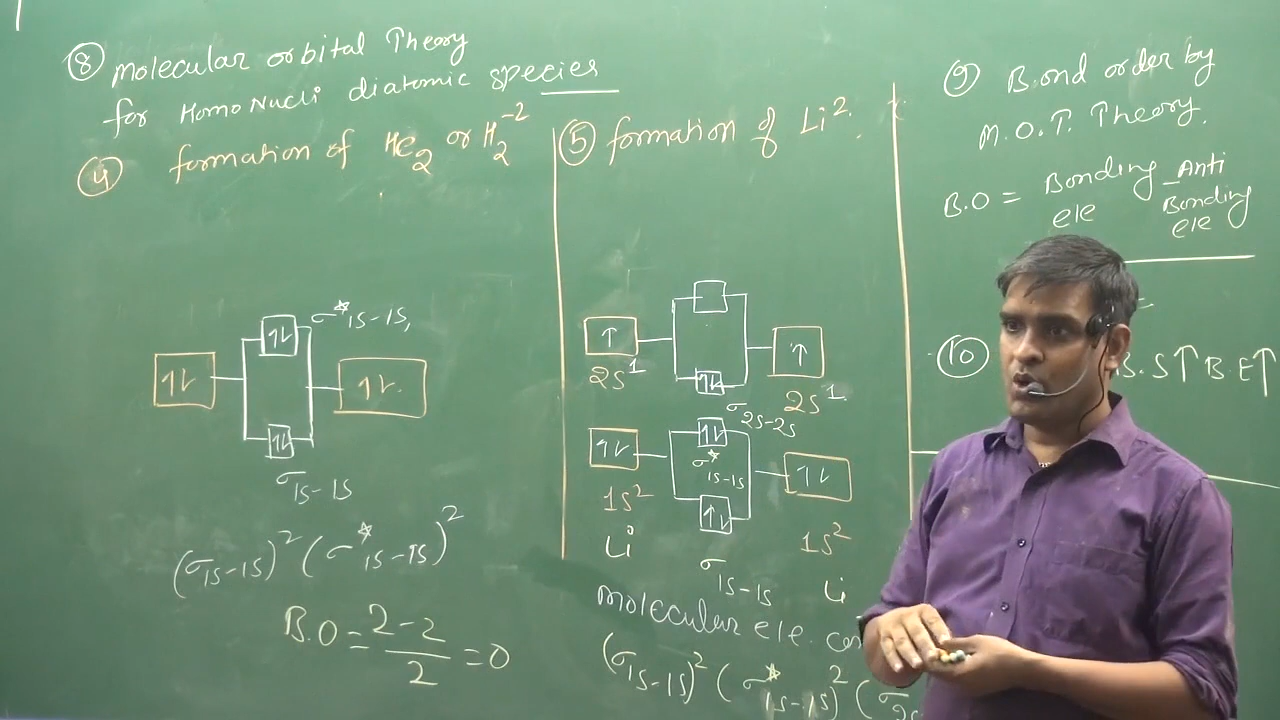 ⑧ Molecular orbital Theory
for Homo Nucli diatomic species
④ formation of He₂ or H₂⁻²
σ*1s-1s,
↑⇂
↑⇂
↑⇂.
↑⇂
σ1s-1s
(σ1s-1s)² (σ*1s-1s)²
B.O = 2-2/2 = 0
⑤ formation of Li².
↑
↑
2s¹
↑⇂
2s¹
σ2s-2s
↑⇂
↑⇂
σ*1s-1s
↑⇂
1s²
↑⇂
1s²
Li
σ1s-1s
Li
molecular ele. con
(σ1s-1s)² (σ*1s-1s)² (σ2s
⑨ Bond order by
M.O.T. Theory.
B.O = Bonding ele - Anti Bonding ele
=
⑩ B.S↑ B.E↑